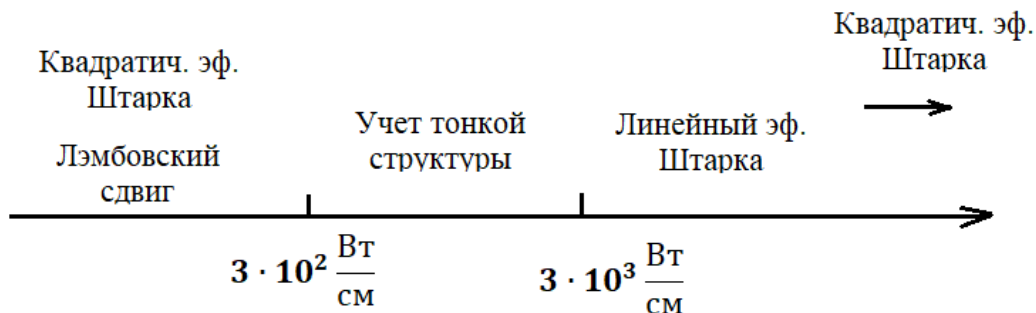 Квадратич. эф.
Штарка
Квадратич. эф.
Штарка
Лэмбовский
сдвиг
Учет тонкой
структуры
Линейный эф.
Штарка
3 · 10² Вт/см
3 · 10³ Вт/см